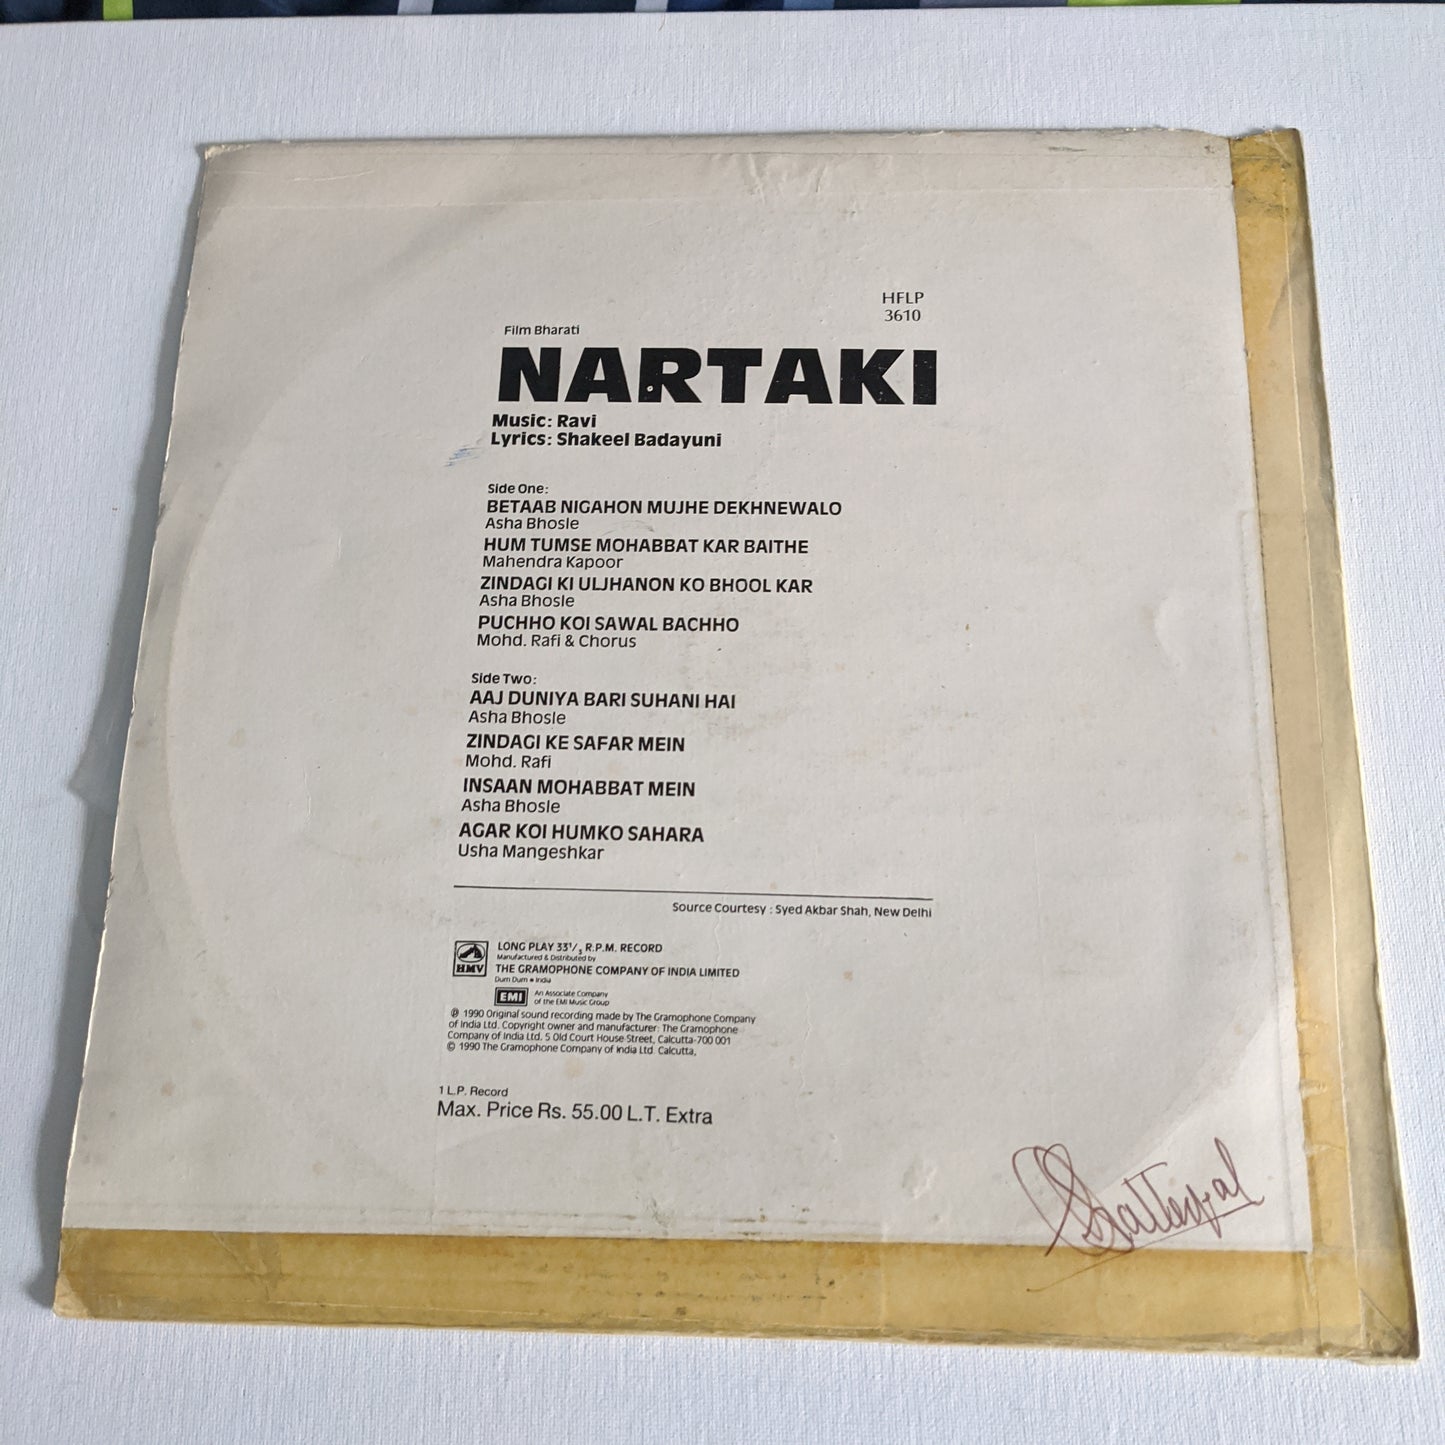 HFLP
3610
Film Bharati
NARTAKI
Music: Ravi
Lyrics: Shakeel Badayuni
Side One:
BETAAB NIGAHON MUJHE DEKHNEWALO
Asha Bhosle
HUM TUMSE MOHABBAT KAR BAITHE
Mahendra Kapoor
ZINDAGI KI ULJHANON KO BHOOL KAR
Asha Bhosle
PUCHHO KOI SAWAL BACHHO
Mohd. Rafi & Chorus
Side Two:
AAJ DUNIYA BARI SUHANI HAI
Asha Bhosle
ZINDAGI KE SAFAR MEIN
Mohd. Rafi
INSAAN MOHABBAT MEIN
Asha Bhosle
AGAR KOI HUMKO SAHARA
Usha Mangeshkar
Source Courtesy : Syed Akbar Shah, New Delhi
HMV
LONG PLAY 33 1/3 R.P.M. RECORD
Manufactured & Distributed by
THE GRAMOPHONE COMPANY OF INDIA LIMITED
Dum Dum • India
EMI
An Associate Company
of the EMI Music Group
℗ 1990 Original sound recording made by The Gramophone Company
of India Ltd. Copyright owner and manufacturer: The Gramophone
Company of India Ltd. 5 Old Court House Street, Calcutta-700 001
© 1990 The Gramophone Company of India Ltd. Calcutta,
1 L.P. Record
Max. Price Rs. 55.00 L.T. Extra